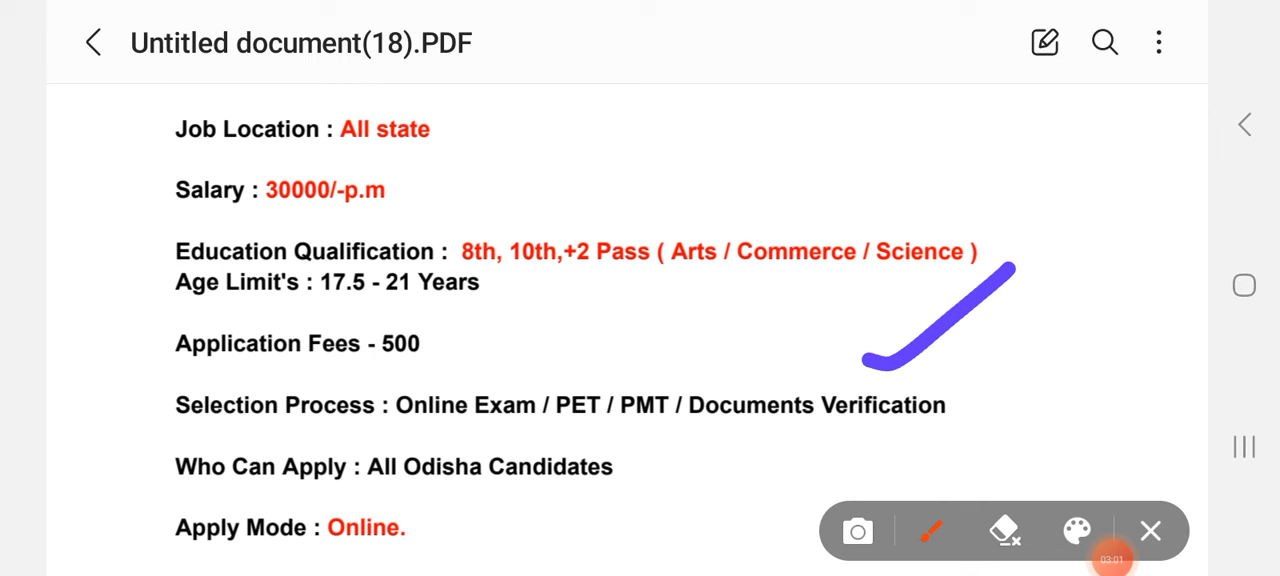 Untitled document(18).PDF
Job Location : All state
Salary : 30000/-p.m
Education Qualification : 8th, 10th,+2 Pass ( Arts / Commerce / Science )
Age Limit's : 17.5 - 21 Years
Application Fees - 500
Selection Process : Online Exam / PET / PMT / Documents Verification
Who Can Apply : All Odisha Candidates
Apply Mode : Online.
03:01